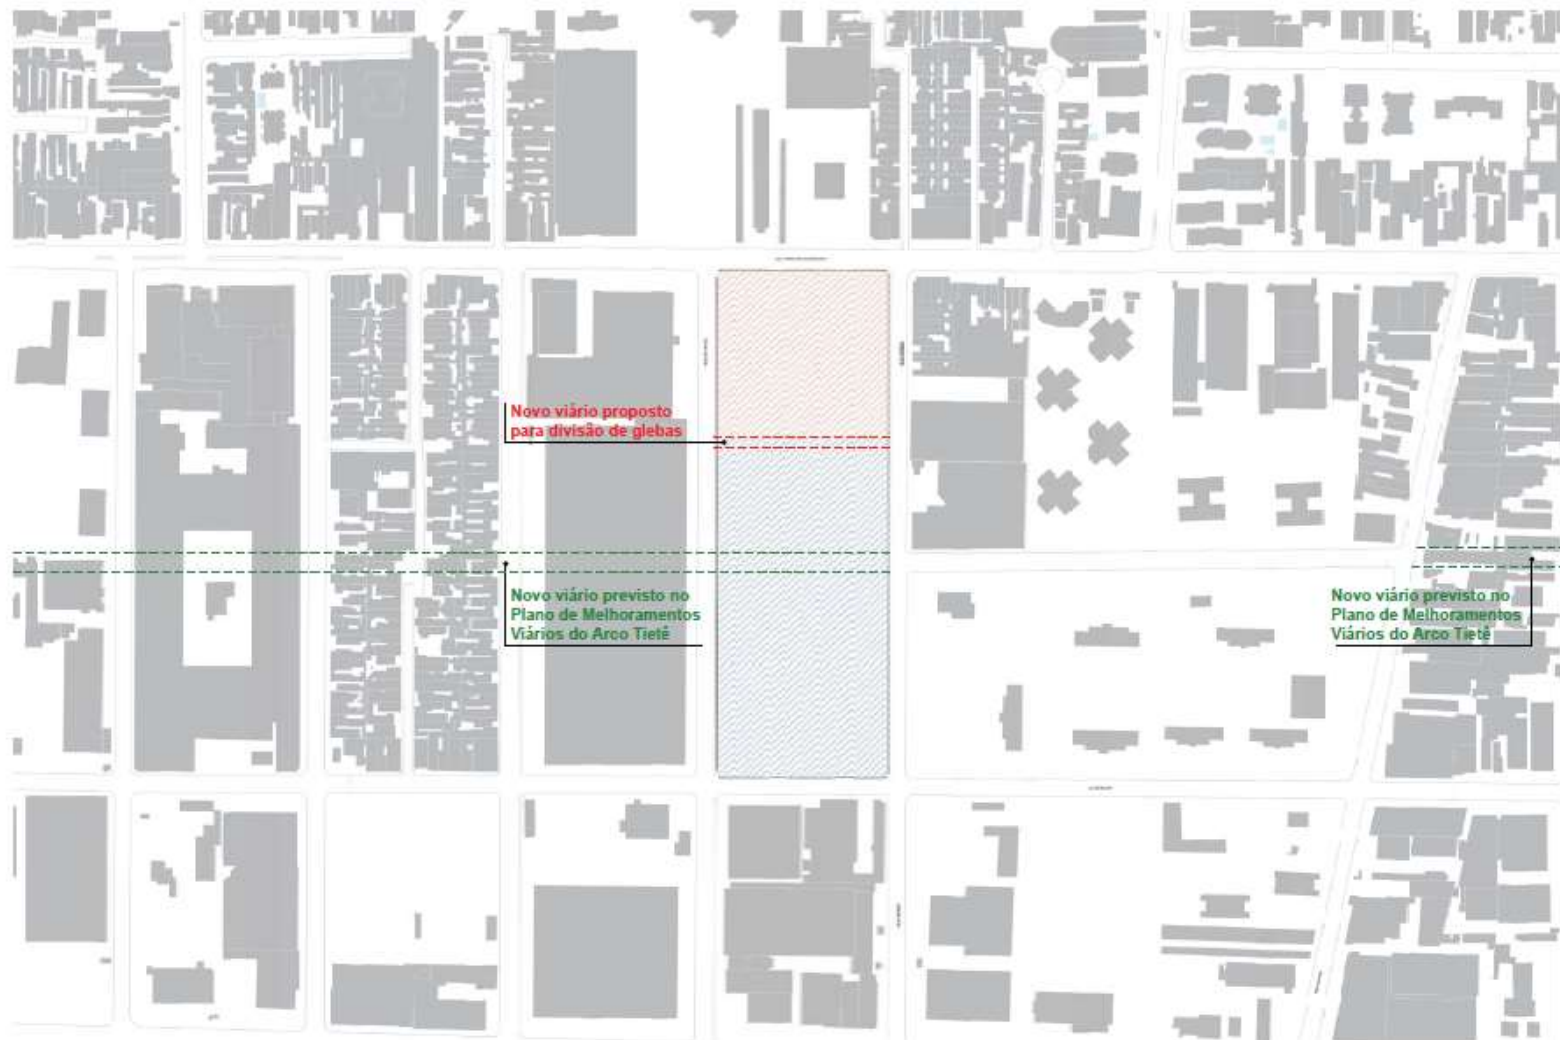 Novo viário proposto
para divisão de glebas
Novo viário previsto no
Plano de Melhoramentos
Viários do Arco Tietê
Novo viário previsto no
Plano de Melhoramentos
Viários do Arco Tietê